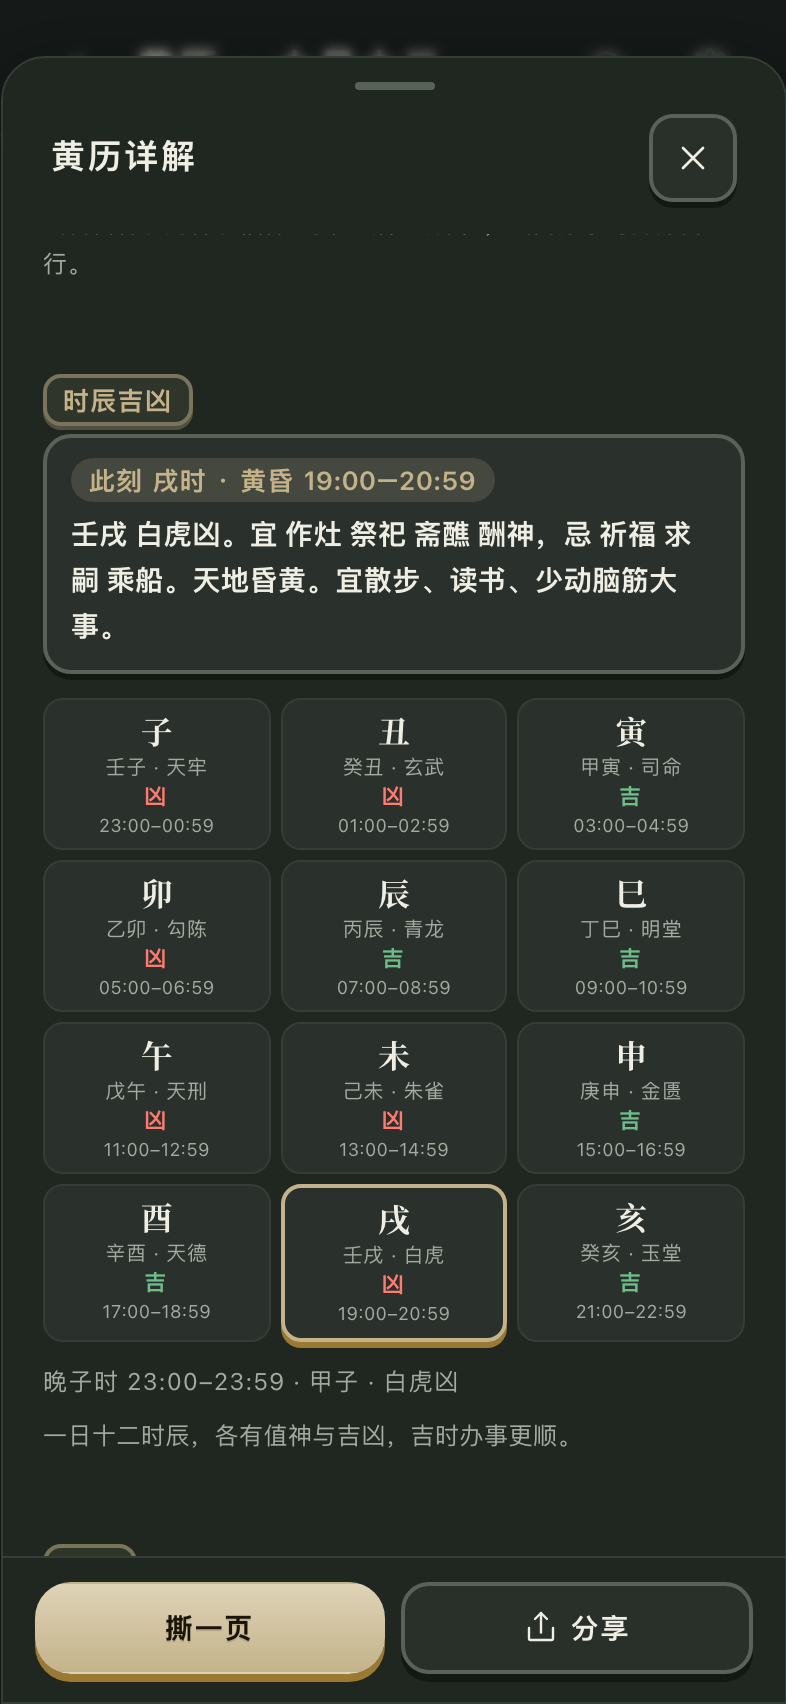 黄历详解
行。
时辰吉凶
此刻 戌时 · 黄昏 19:00—20:59
壬戌 白虎凶。宜 作灶 祭祀 斋醮 酬神，忌 祈福 求
嗣 乘船。天地昏黄。宜散步、读书、少动脑筋大
事。
子
壬子 · 天牢
凶
23:00–00:59
丑
癸丑 · 玄武
凶
01:00–02:59
寅
甲寅 · 司命
吉
03:00–04:59
卯
乙卯 · 勾陈
凶
05:00–06:59
辰
丙辰 · 青龙
吉
07:00–08:59
巳
丁巳 · 明堂
吉
09:00–10:59
午
戊午 · 天刑
凶
11:00–12:59
未
己未 · 朱雀
凶
13:00–14:59
申
庚申 · 金匮
吉
15:00–16:59
酉
辛酉 · 天德
吉
17:00–18:59
戌
壬戌 · 白虎
凶
19:00–20:59
亥
癸亥 · 玉堂
吉
21:00–22:59
晚子时 23:00–23:59 · 甲子 · 白虎凶
一日十二时辰，各有值神与吉凶，吉时办事更顺。
撕一页
分享